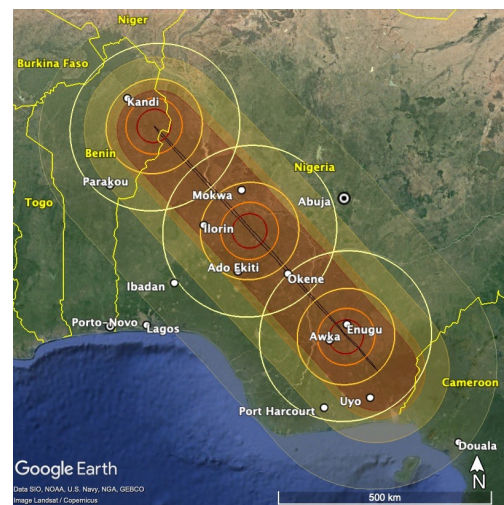 Niger
Burkina Faso
Kandi
Benin
Nigeria
Parakou
Mokwa
Abuja
Togo
Ilorin
Ado Ekiti
Okene
Ibadan
Porto-Novo
Lagos
Enugu
Awka
Cameroon
Uyo
Port Harcourt
Douala
Google Earth
N
Data SIO, NOAA, U.S. Navy, NGA, GEBCO
Image Landsat / Copernicus
500 km